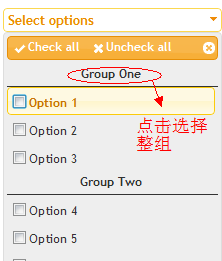 Select options
Check all Uncheck all
Group One
Option 1
Option 2
点击选择
整组
Option 3
Group Two
Option 4
Option 5